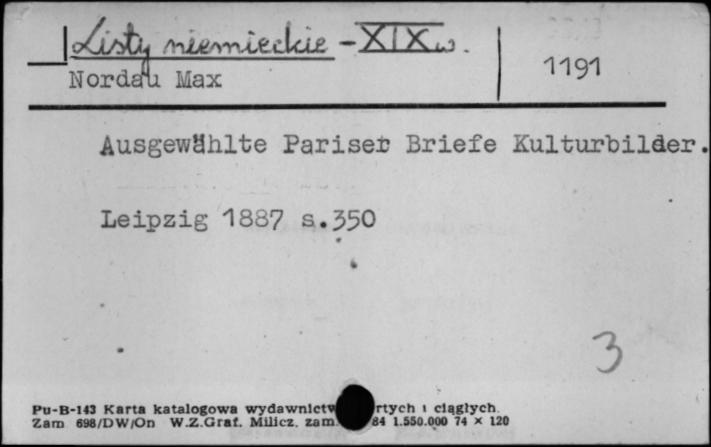 Listy niemieckie - XIX w.
Nordau Max
1191
Ausgewählte Pariser Briefe Kulturbilder.
Leipzig 1887 s.350
3
Pu-B-143 Karta katalogowa wydawnictw rtych i ciągłych.
Zam. 698/DW/On W.Z.Graf. Milicz. zam. 84 1.550.000 74 × 120